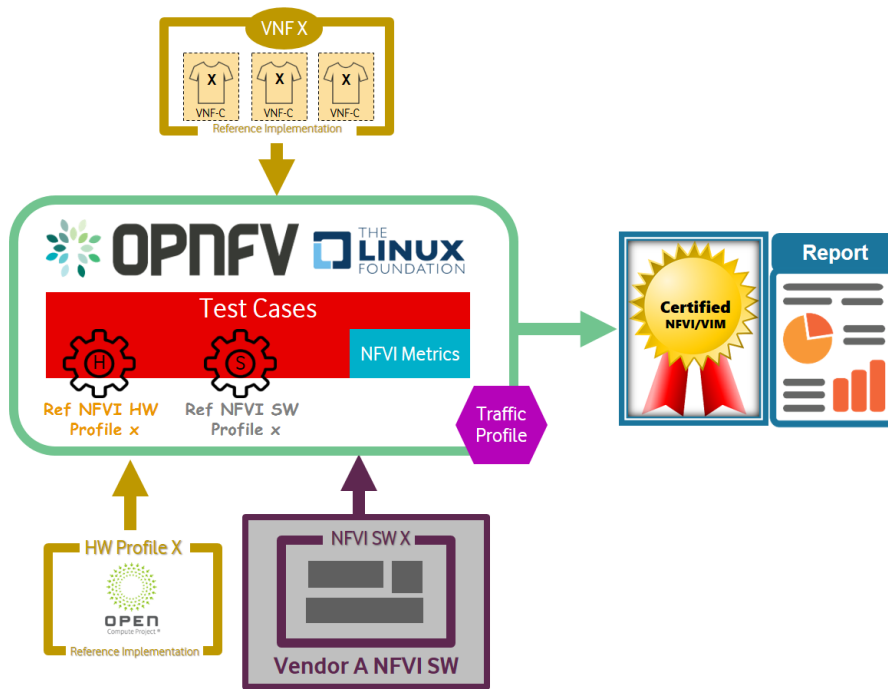 VNF X
X
X
X
VNF-C
VNF-C
VNF-C
Reference Implementation
OPNFV
THE
LINUX
FOUNDATION
Test Cases
H
S
NFVI Metrics
Ref NFVI HW
Profile x
Ref NFVI SW
Profile x
Traffic
Profile
Certified
NFVI/VIM
Report
HW Profile X
OPEN
Compute Project ®
Reference Implementation
NFVI SW X
Vendor A NFVI SW